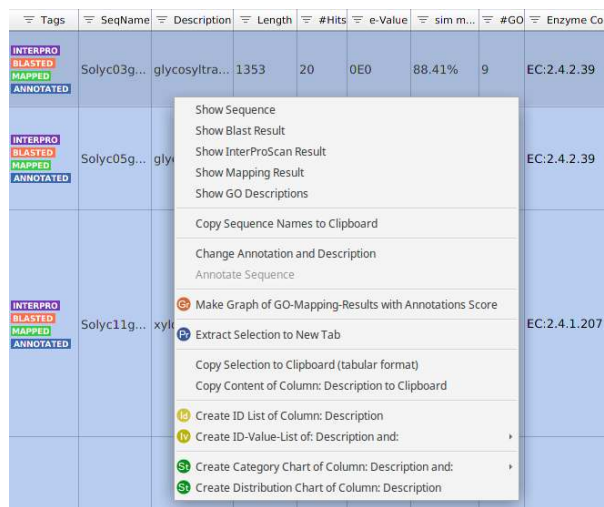 Tags SeqName Description Length #Hits e-Value sim m... #GO Enzyme Co
INTERPRO
BLASTED
MAPPED
ANNOTATED
Solyc03g... glycosyltra... 1353 20 0E0 88.41% 9 EC:2.4.2.39
INTERPRO
BLASTED
MAPPED
ANNOTATED
Solyc05g... EC:2.4.2.39
INTERPRO
BLASTED
MAPPED
ANNOTATED
Solyc11g... EC:2.4.1.207
Show Sequence
Show Blast Result
Show InterProScan Result
Show Mapping Result
Show GO Descriptions
Copy Sequence Names to Clipboard
Change Annotation and Description
Annotate Sequence
Gr Make Graph of GO-Mapping-Results with Annotations Score
Pr Extract Selection to New Tab
Copy Selection to Clipboard (tabular format)
Copy Content of Column: Description to Clipboard
Id Create ID List of Column: Description
Iv Create ID-Value-List of: Description and:
St Create Category Chart of Column: Description and:
St Create Distribution Chart of Column: Description